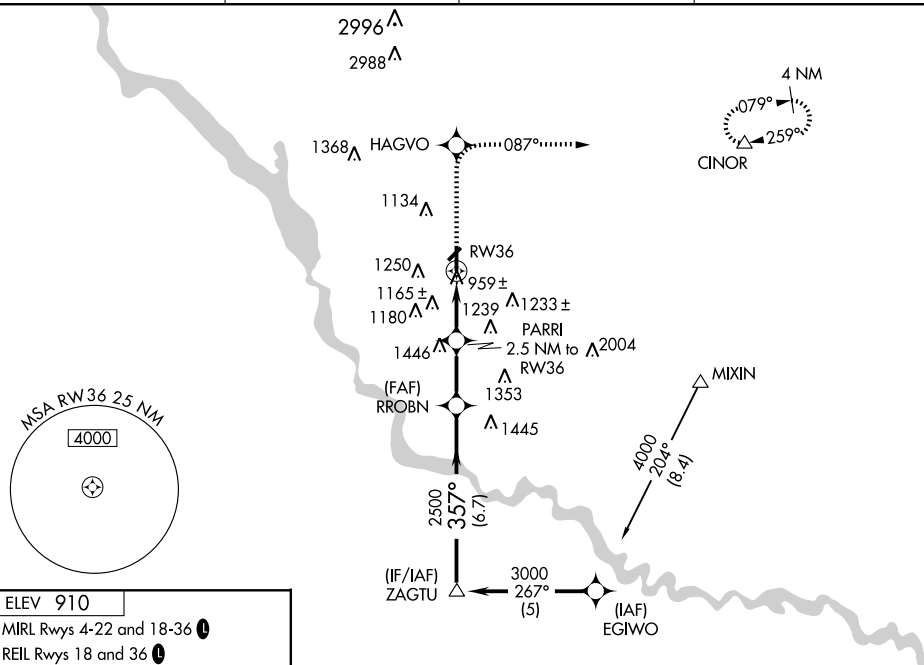 2996
2988
4 NM
079°
259°
CINOR
1368
HAGVO
087°
1134
RW36
1250
959±
1165±
1239
1233±
1180
PARRI
2.5 NM to
RW36
2004
1446
1353
MIXIN
(FAF)
RROBN
1445
MSA RW36 25 NM
4000
4000
204°
(8.4)
2500
357°
(6.7)
(IF/IAF)
ZAGTU
3000
267°
(5)
(IAF)
EGIWO
ELEV 910
MIRL Rwys 4-22 and 18-36 L
REIL Rwys 18 and 36 L